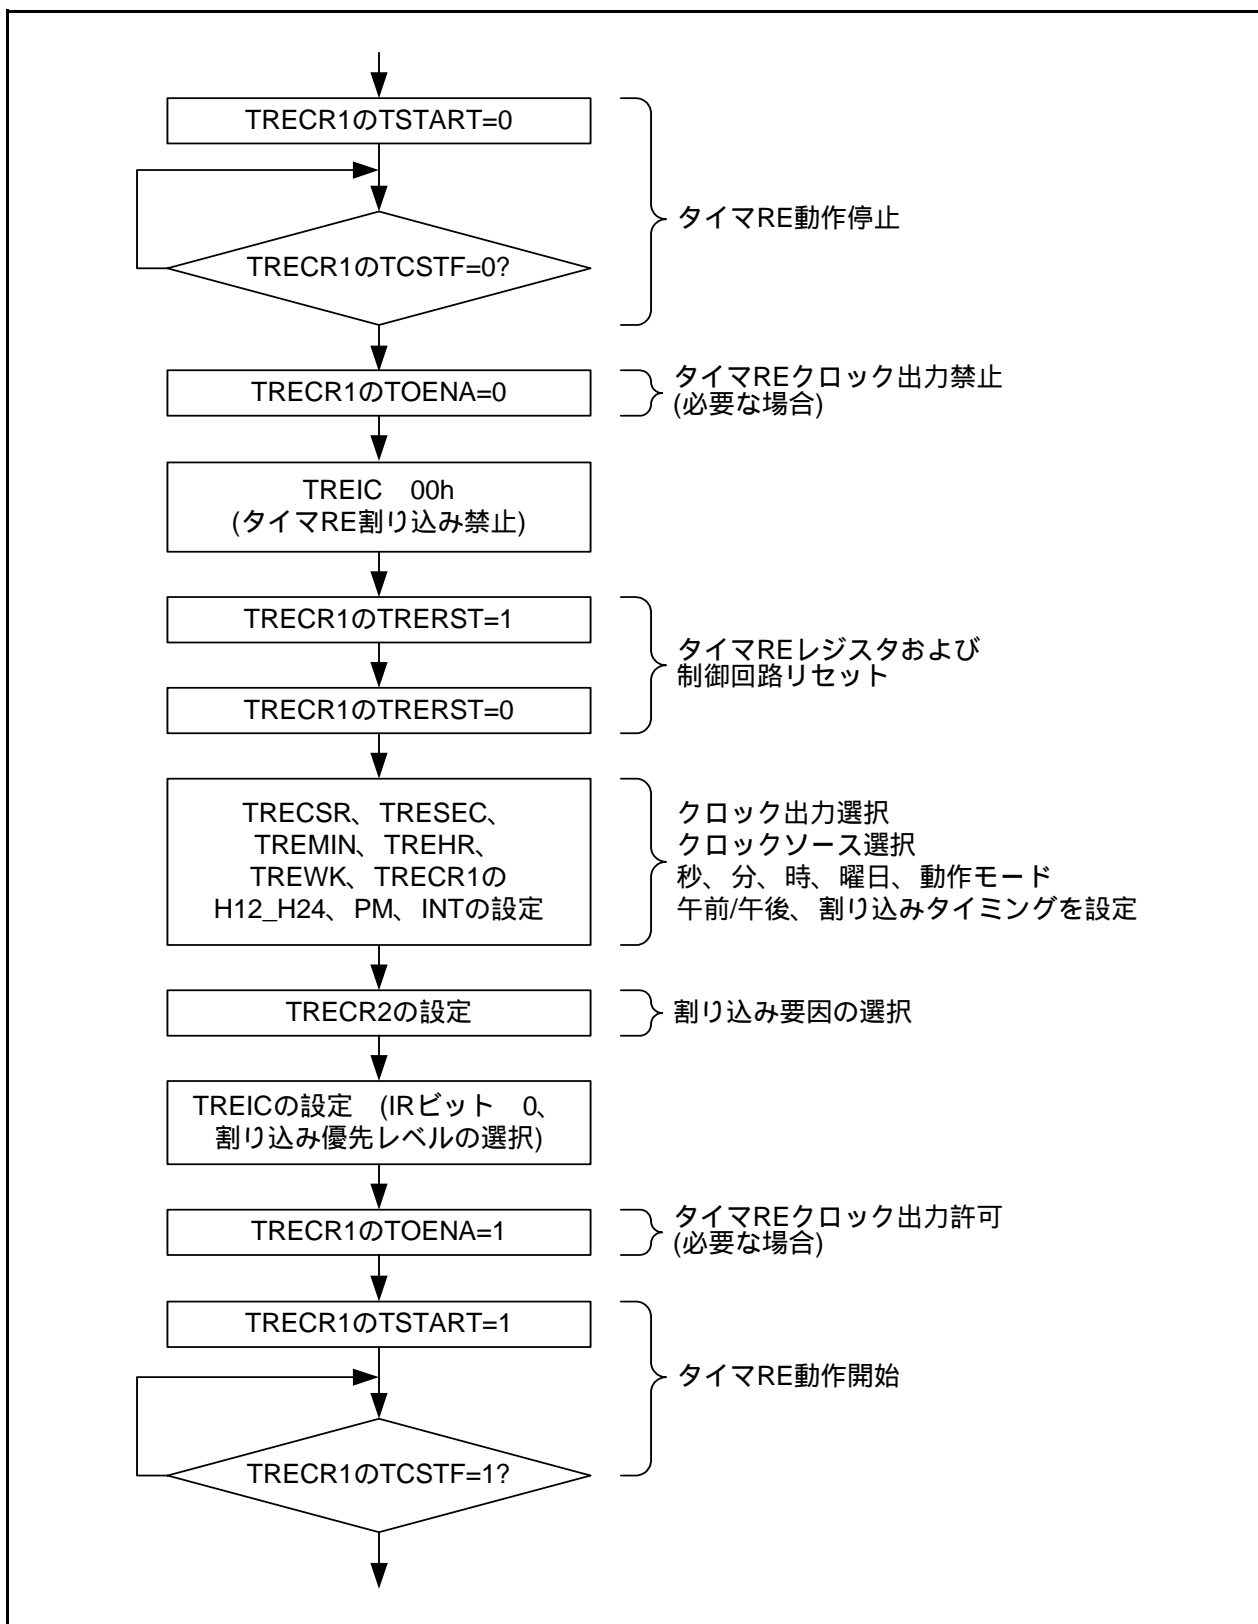 TRECR1のTSTART=0
TRECR1のTCSTF=0?
タイマRE動作停止
TRECR1のTOENA=0
タイマREクロック出力禁止
(必要な場合)
TREIC　00h
(タイマRE割り込み禁止)
TRECR1のTRERST=1
TRECR1のTRERST=0
タイマREレジスタおよび
制御回路リセット
TRECSR、TRESEC、
TREMIN、TREHR、
TREWK、TRECR1の
H12_H24、PM、INTの設定
クロック出力選択
クロックソース選択
秒、分、時、曜日、動作モード
午前/午後、割り込みタイミングを設定
TRECR2の設定
割り込み要因の選択
TREICの設定　(IRビット　0、
割り込み優先レベルの選択)
TRECR1のTOENA=1
タイマREクロック出力許可
(必要な場合)
TRECR1のTSTART=1
TRECR1のTCSTF=1?
タイマRE動作開始